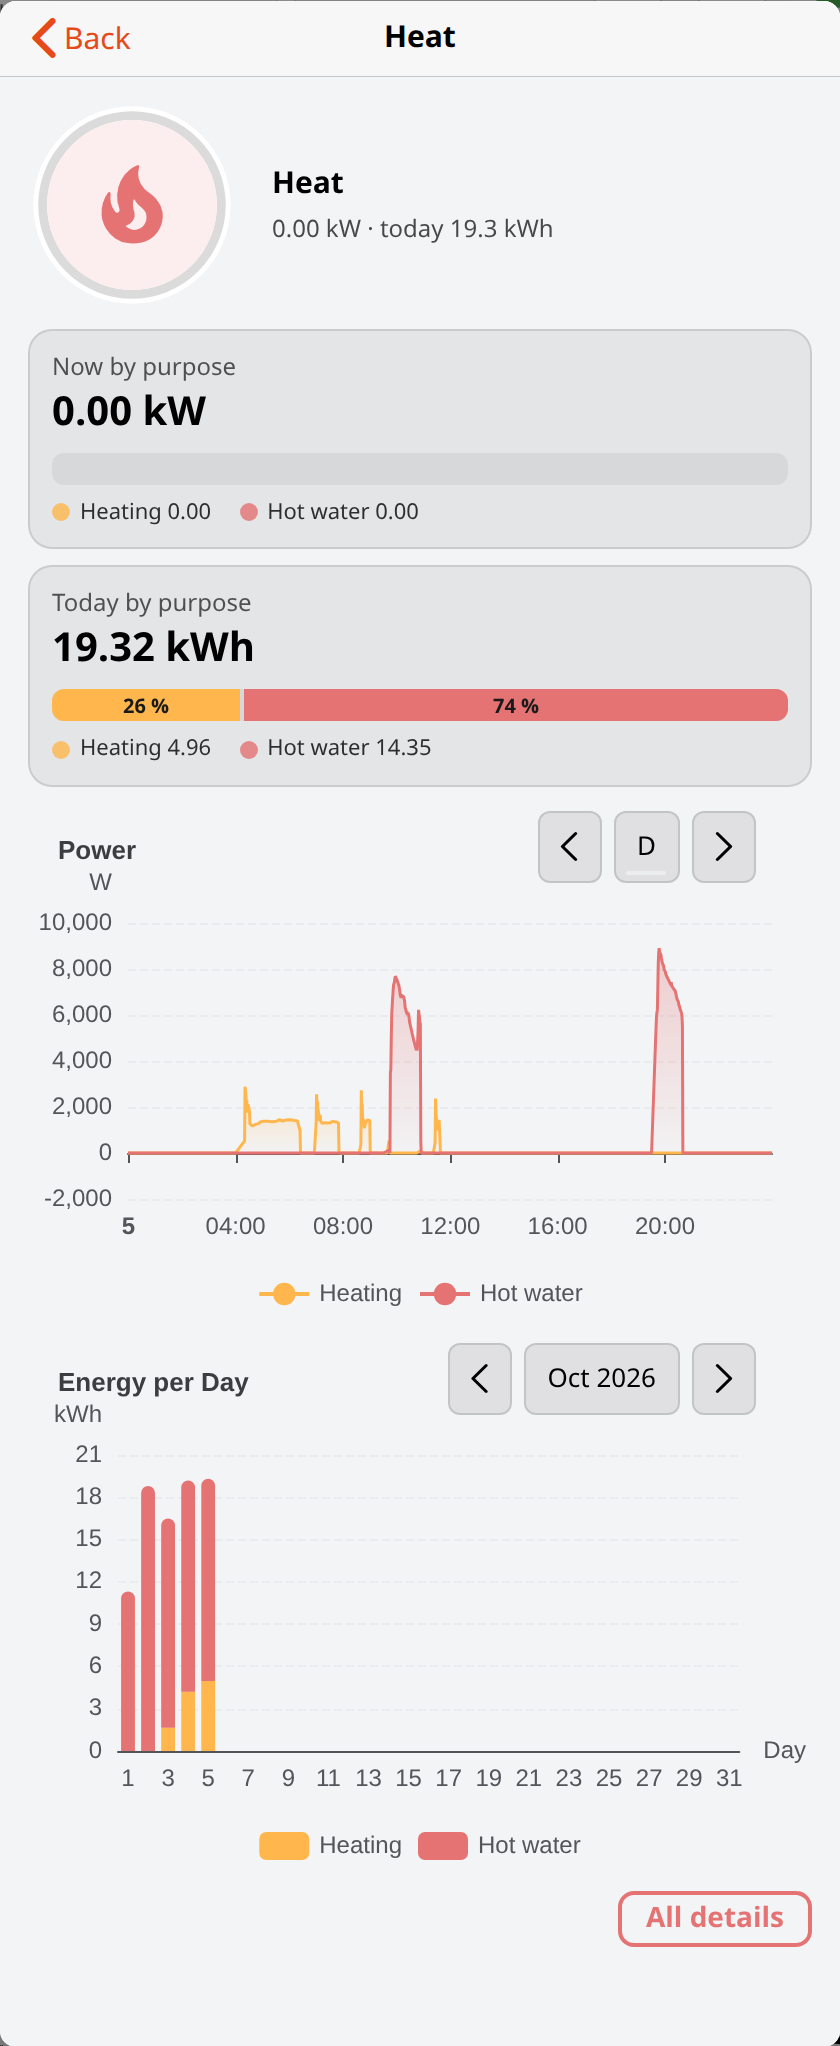 Back
Heat
Heat
0.00 kW · today 19.3 kWh
Now by purpose
0.00 kW
Heating 0.00 Hot water 0.00
Today by purpose
19.32 kWh
26 % 74 %
Heating 4.96 Hot water 14.35
Power
D
W
10,000
8,000
6,000
4,000
2,000
0
-2,000
5 04:00 08:00 12:00 16:00 20:00
Heating Hot water
Energy per Day
Oct 2026
kWh
21
18
15
12
9
6
3
0
Day
1 3 5 7 9 11 13 15 17 19 21 23 25 27 29 31
Heating Hot water
All details